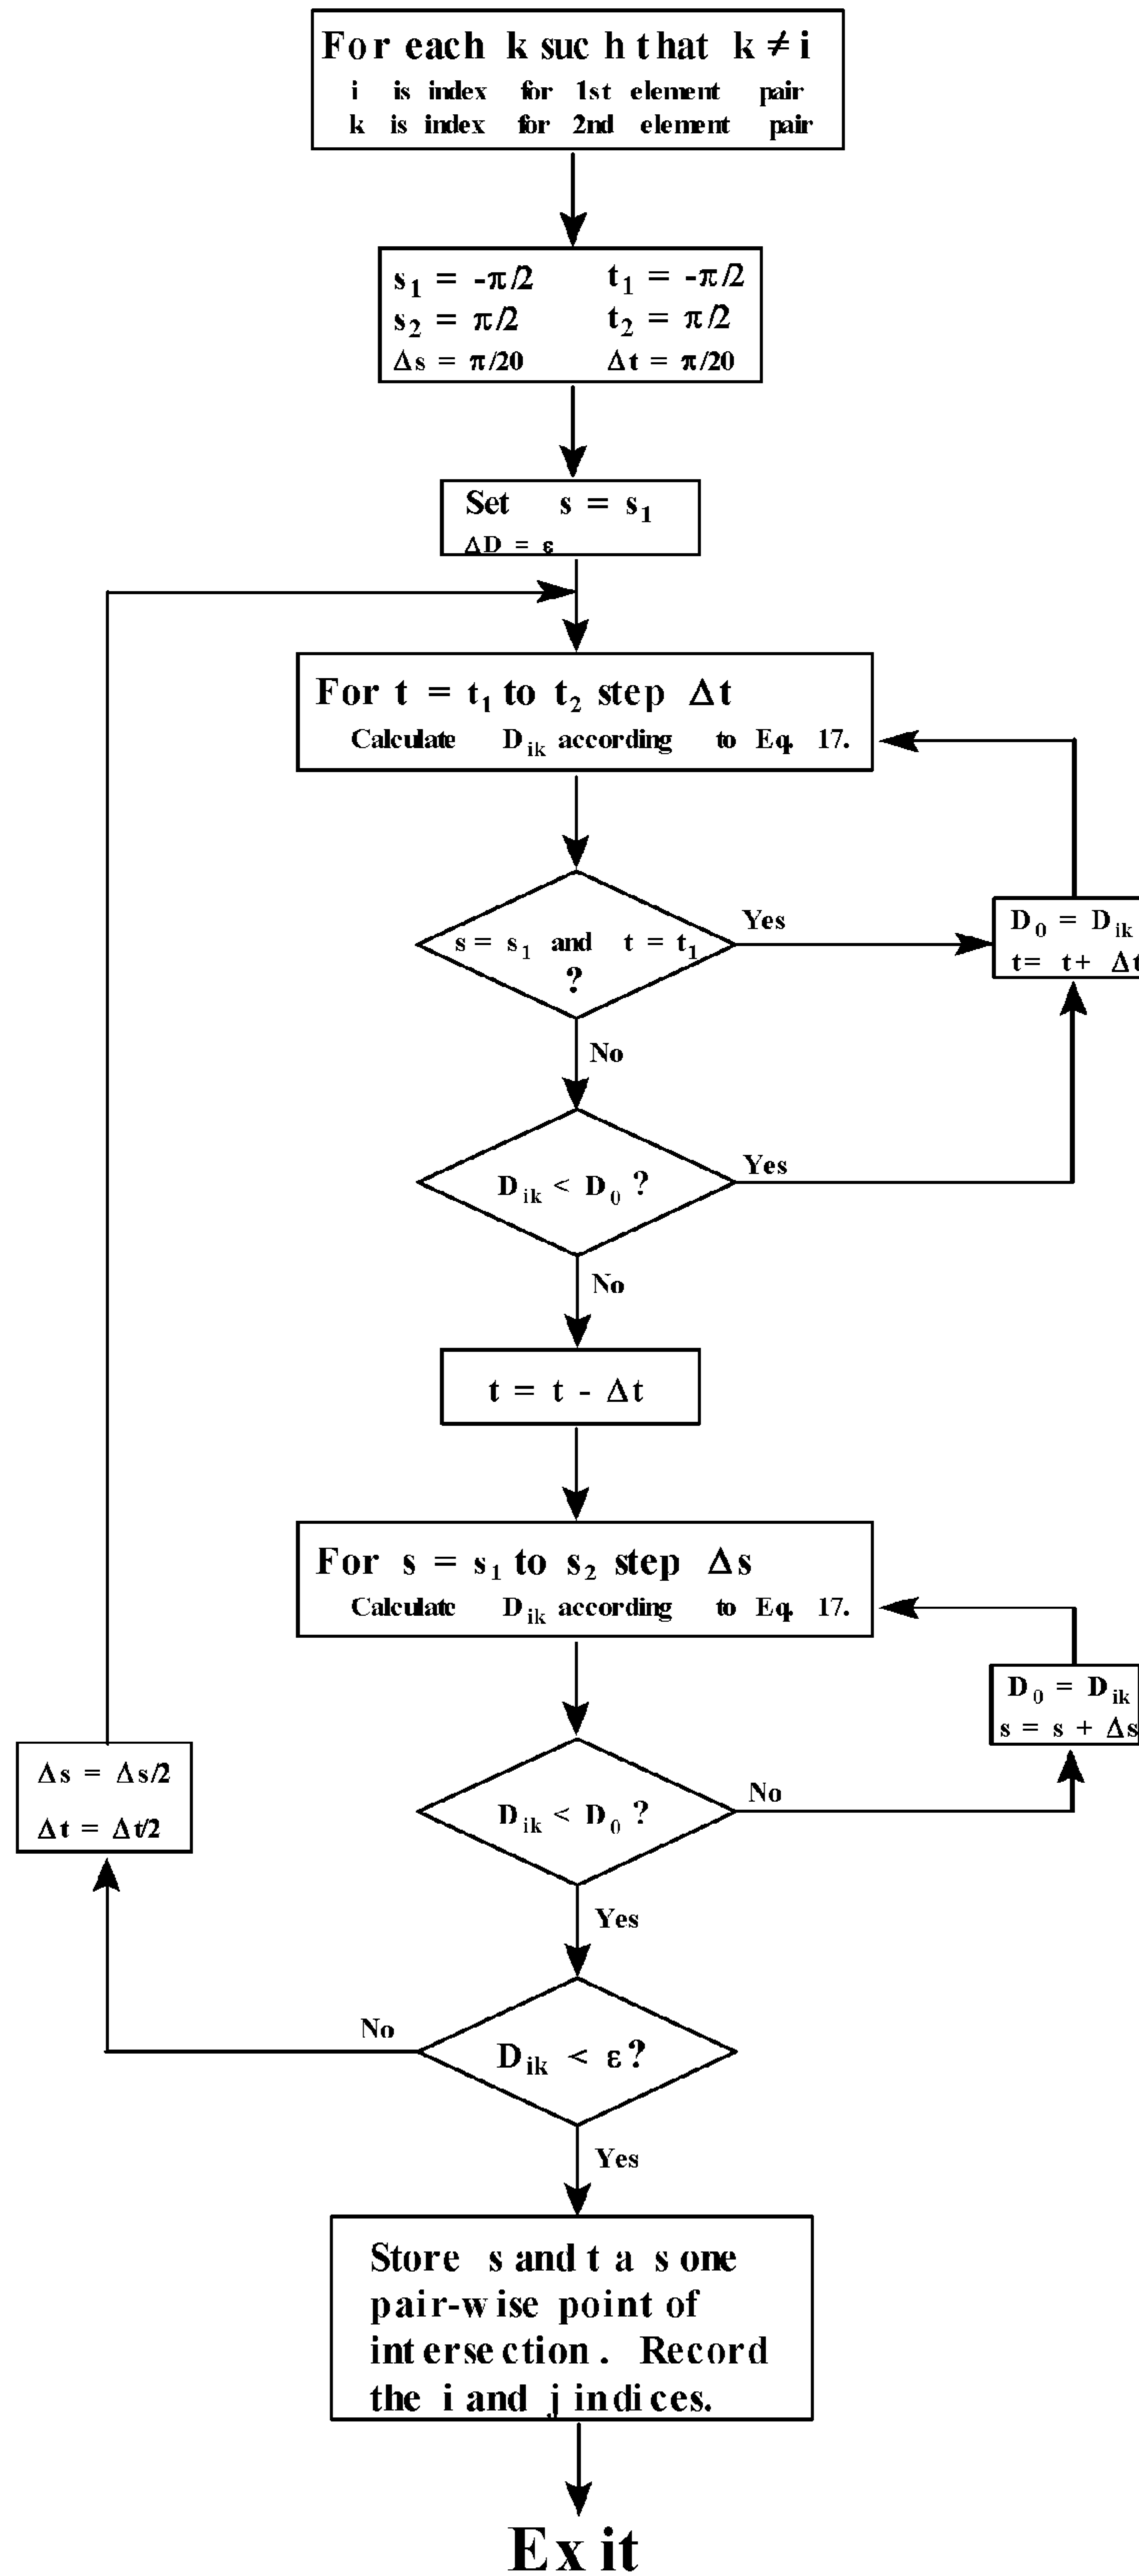 For each k such that k ≠ i
i is index for 1st element pair
k is index for 2nd element pair
s1 = -π/2 t1 = -π/2
s2 = π/2 t2 = π/2
Δs = π/20 Δt = π/20
Set s = s1
ΔD = ε
For t = t1 to t2 step Δt
Calculate Dik according to Eq. 17.
s = s1 and t = t1
?
Yes
D0 = Dik
t= t+ Δt
No
Dik < D0 ?
Yes
No
t = t - Δt
For s = s1 to s2 step Δs
Calculate Dik according to Eq. 17.
D0 = Dik
s = s + Δs
Δs = Δs/2
Δt = Δt/2
Dik < D0 ?
No
Yes
Dik < ε?
No
Yes
Store s and t as one
pair-wise point of
intersection. Record
the i and j indices.
Exit